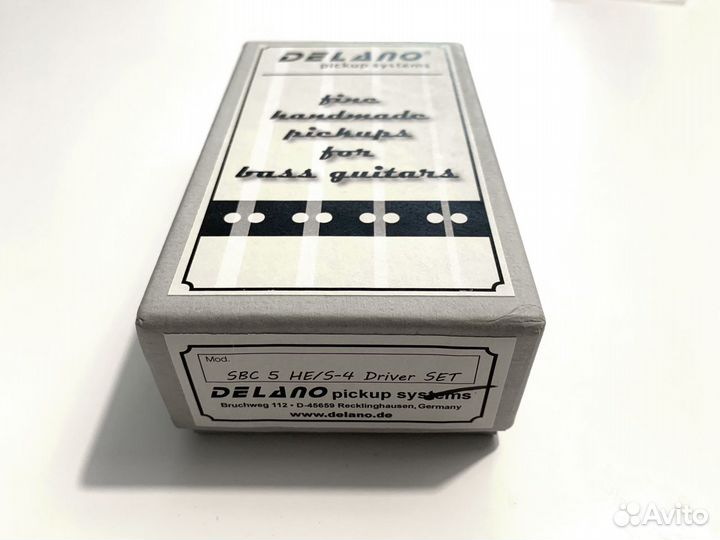 DELANO®
pickup systems
fine
handmade
pickups
for
bass guitars
Mod.
SBC 5 HE/S-4 Driver SET
DELANO pickup systems
Bruchweg 112 • D-45659 Recklinghausen, Germany
www.delano.de
Avito